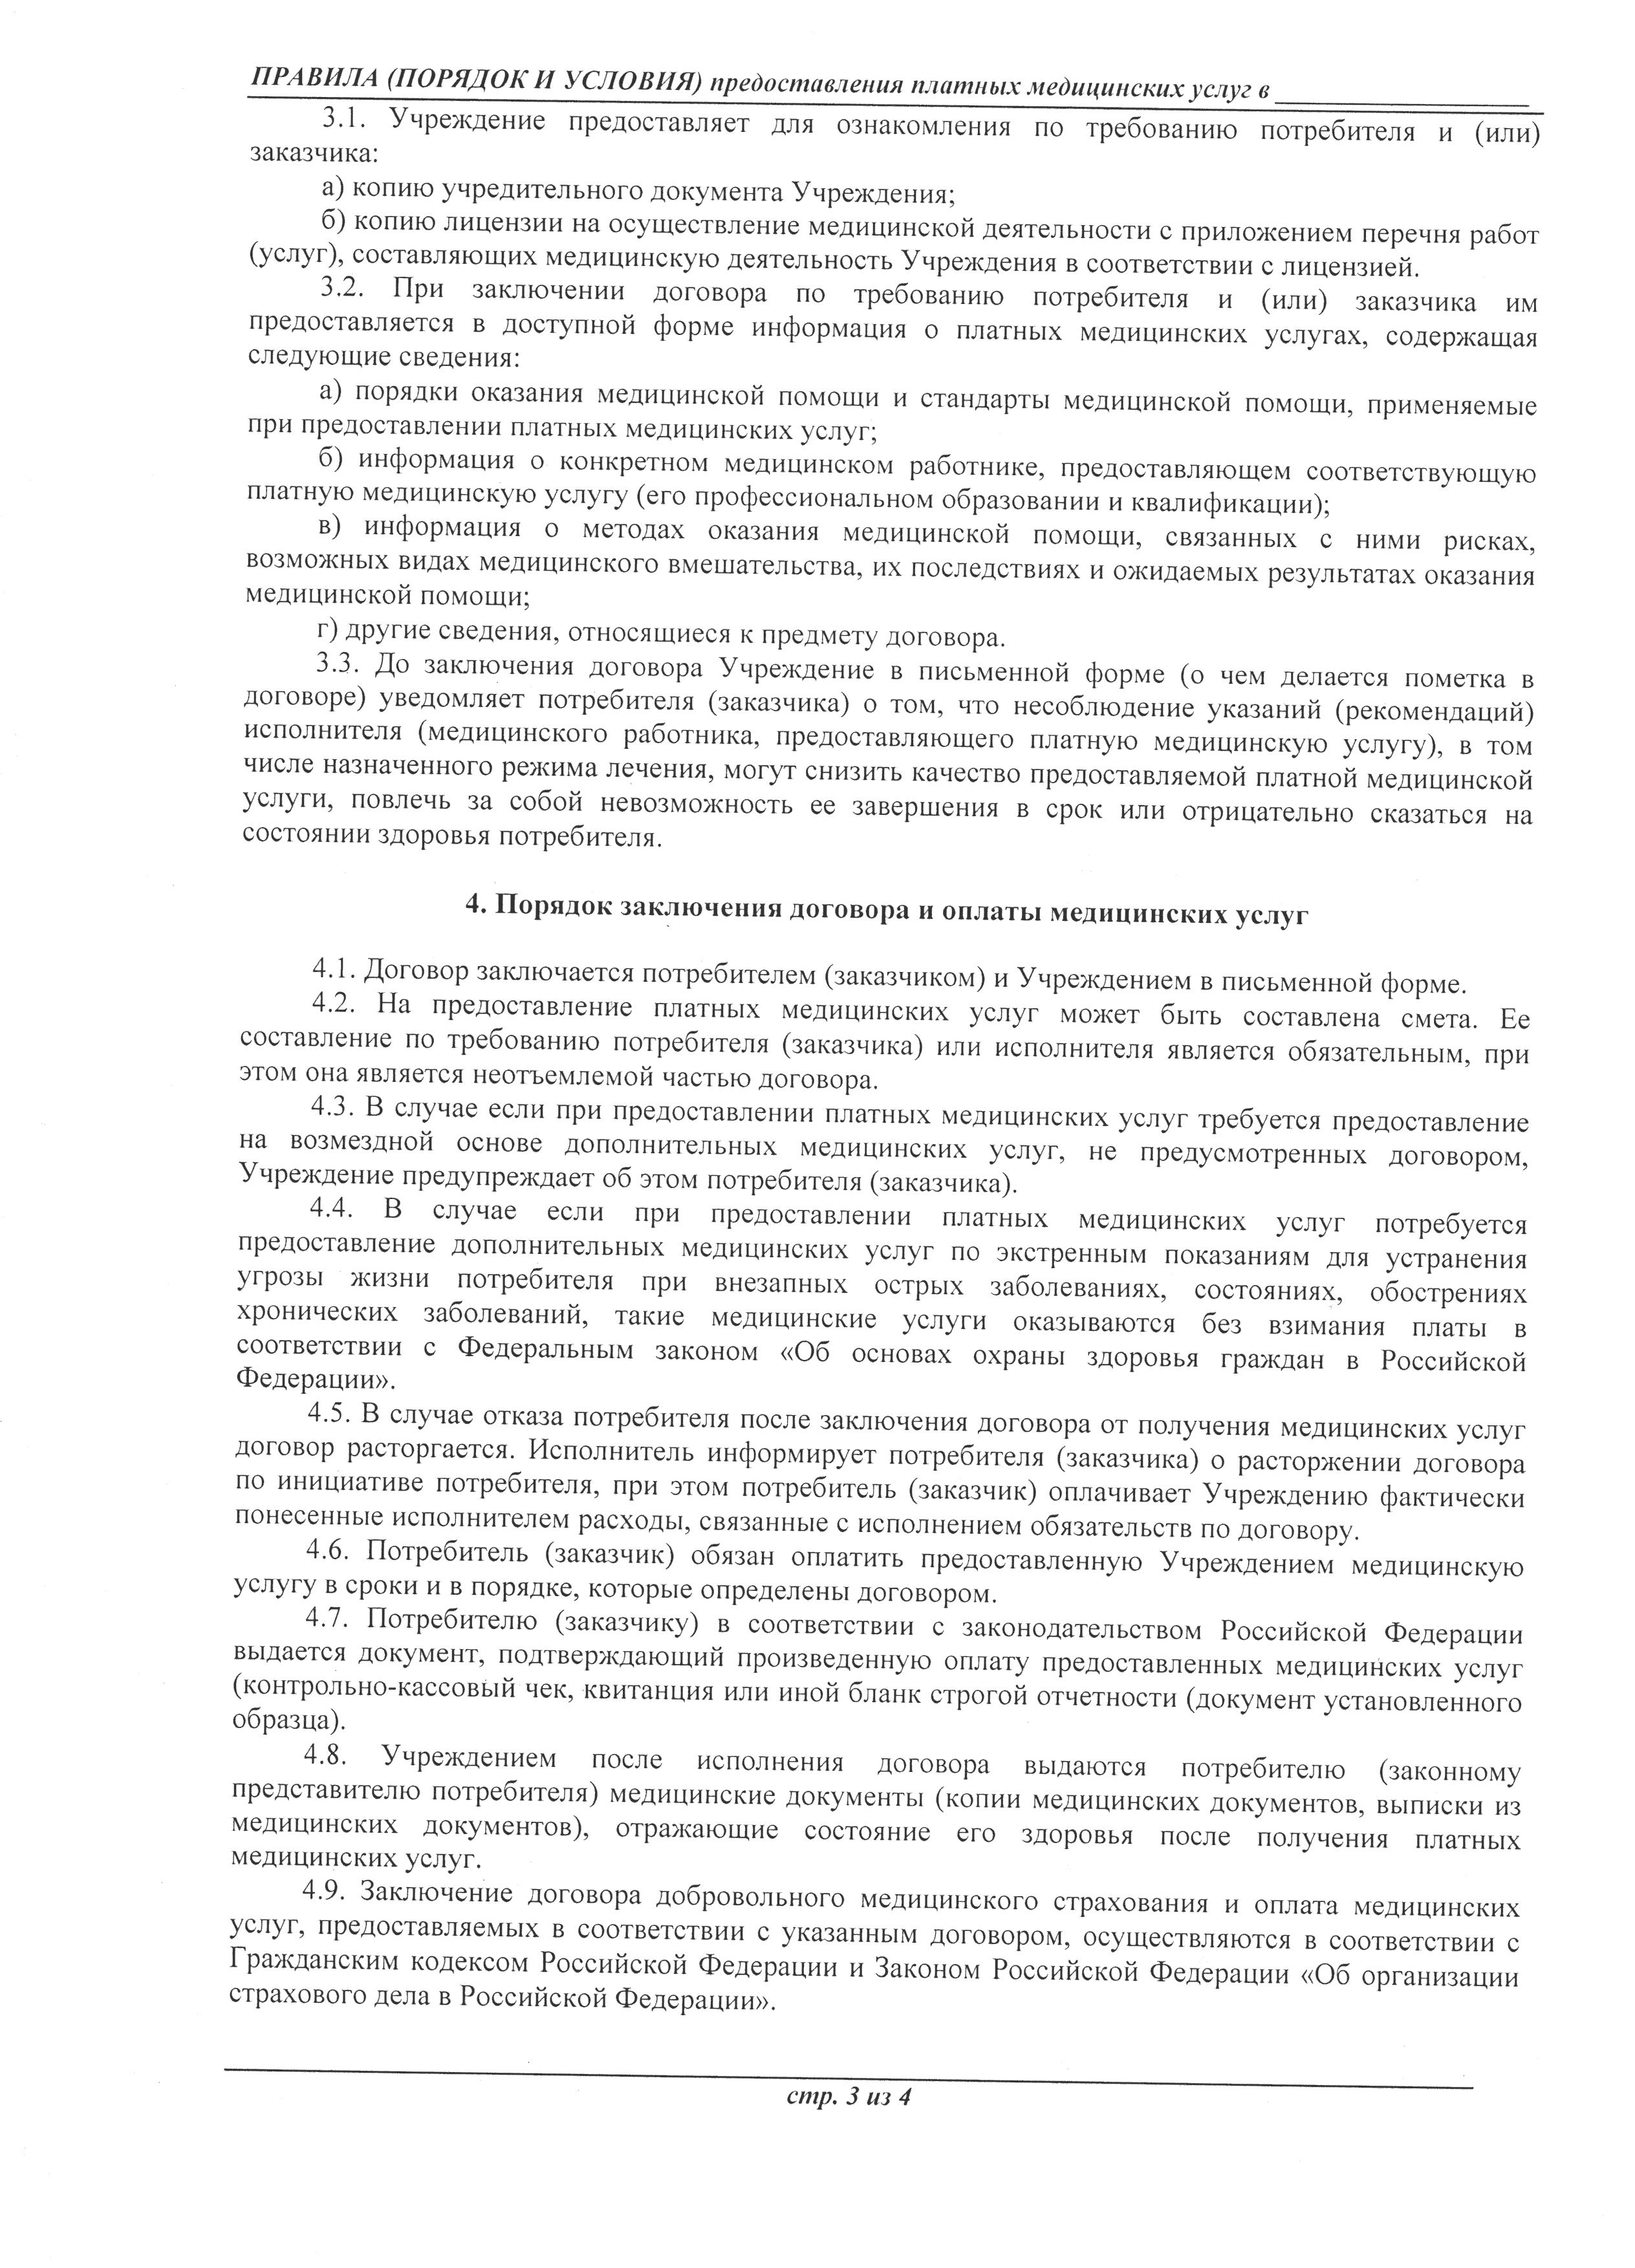 ПРАВИЛА (ПОРЯДОК И УСЛОВИЯ) предоставления платных медицинских услуг в ____________________
3.1. Учреждение предоставляет для ознакомления по требованию потребителя и (или)
заказчика:
а) копию учредительного документа Учреждения;
б) копию лицензии на осуществление медицинской деятельности с приложением перечня работ
(услуг), составляющих медицинскую деятельность Учреждения в соответствии с лицензией.
3.2. При заключении договора по требованию потребителя и (или) заказчика им
предоставляется в доступной форме информация о платных медицинских услугах, содержащая
следующие сведения:
а) порядки оказания медицинской помощи и стандарты медицинской помощи, применяемые
при предоставлении платных медицинских услуг;
б) информация о конкретном медицинском работнике, предоставляющем соответствующую
платную медицинскую услугу (его профессиональном образовании и квалификации);
в) информация о методах оказания медицинской помощи, связанных с ними рисках,
возможных видах медицинского вмешательства, их последствиях и ожидаемых результатах оказания
медицинской помощи;
г) другие сведения, относящиеся к предмету договора.
3.3. До заключения договора Учреждение в письменной форме (о чем делается пометка в
договоре) уведомляет потребителя (заказчика) о том, что несоблюдение указаний (рекомендаций)
исполнителя (медицинского работника, предоставляющего платную медицинскую услугу), в том
числе назначенного режима лечения, могут снизить качество предоставляемой платной медицинской
услуги, повлечь за собой невозможность ее завершения в срок или отрицательно сказаться на
состоянии здоровья потребителя.
4. Порядок заключения договора и оплаты медицинских услуг
4.1. Договор заключается потребителем (заказчиком) и Учреждением в письменной форме.
4.2. На предоставление платных медицинских услуг может быть составлена смета. Ее
составление по требованию потребителя (заказчика) или исполнителя является обязательным, при
этом она является неотъемлемой частью договора.
4.3. В случае если при предоставлении платных медицинских услуг требуется предоставление
на возмездной основе дополнительных медицинских услуг, не предусмотренных договором,
Учреждение предупреждает об этом потребителя (заказчика).
4.4. В случае если при предоставлении платных медицинских услуг потребуется
предоставление дополнительных медицинских услуг по экстренным показаниям для устранения
угрозы жизни потребителя при внезапных острых заболеваниях, состояниях, обострениях
хронических заболеваний, такие медицинские услуги оказываются без взимания платы в
соответствии с Федеральным законом «Об основах охраны здоровья граждан в Российской
Федерации».
4.5. В случае отказа потребителя после заключения договора от получения медицинских услуг
договор расторгается. Исполнитель информирует потребителя (заказчика) о расторжении договора
по инициативе потребителя, при этом потребитель (заказчик) оплачивает Учреждению фактически
понесенные исполнителем расходы, связанные с исполнением обязательств по договору.
4.6. Потребитель (заказчик) обязан оплатить предоставленную Учреждением медицинскую
услугу в сроки и в порядке, которые определены договором.
4.7. Потребителю (заказчику) в соответствии с законодательством Российской Федерации
выдается документ, подтверждающий произведенную оплату предоставленных медицинских услуг
(контрольно-кассовый чек, квитанция или иной бланк строгой отчетности (документ установленного
образца).
4.8. Учреждением после исполнения договора выдаются потребителю (законному
представителю потребителя) медицинские документы (копии медицинских документов, выписки из
медицинских документов), отражающие состояние его здоровья после получения платных
медицинских услуг.
4.9. Заключение договора добровольного медицинского страхования и оплата медицинских
услуг, предоставляемых в соответствии с указанным договором, осуществляются в соответствии с
Гражданским кодексом Российской Федерации и Законом Российской Федерации «Об организации
страхового дела в Российской Федерации».
стр. 3 из 4